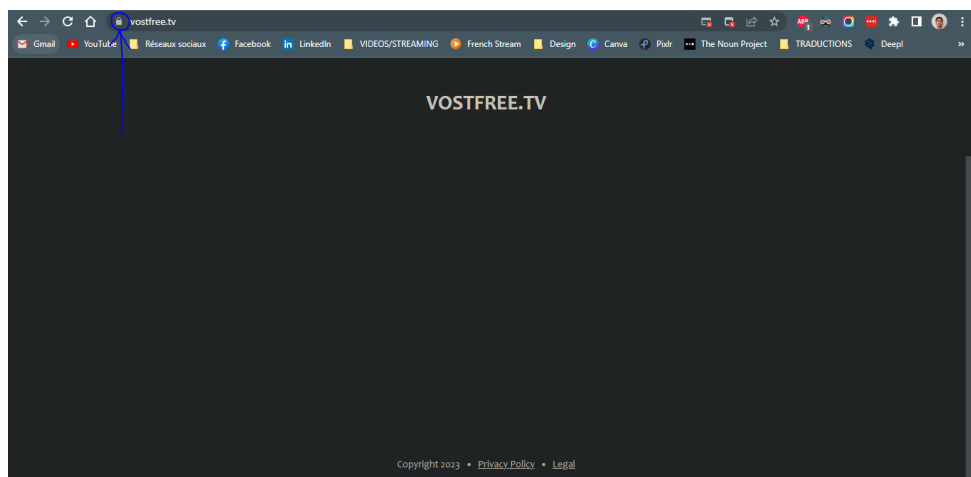 vostfree.tv
Gmail YouTube Réseaux sociaux Facebook in LinkedIn VIDEOS/STREAMING French Stream Design C Canva Pixlr The Noun Project TRADUCTIONS Deepl »
VOSTFREE.TV
Copyright 2023 • Privacy Policy • Legal